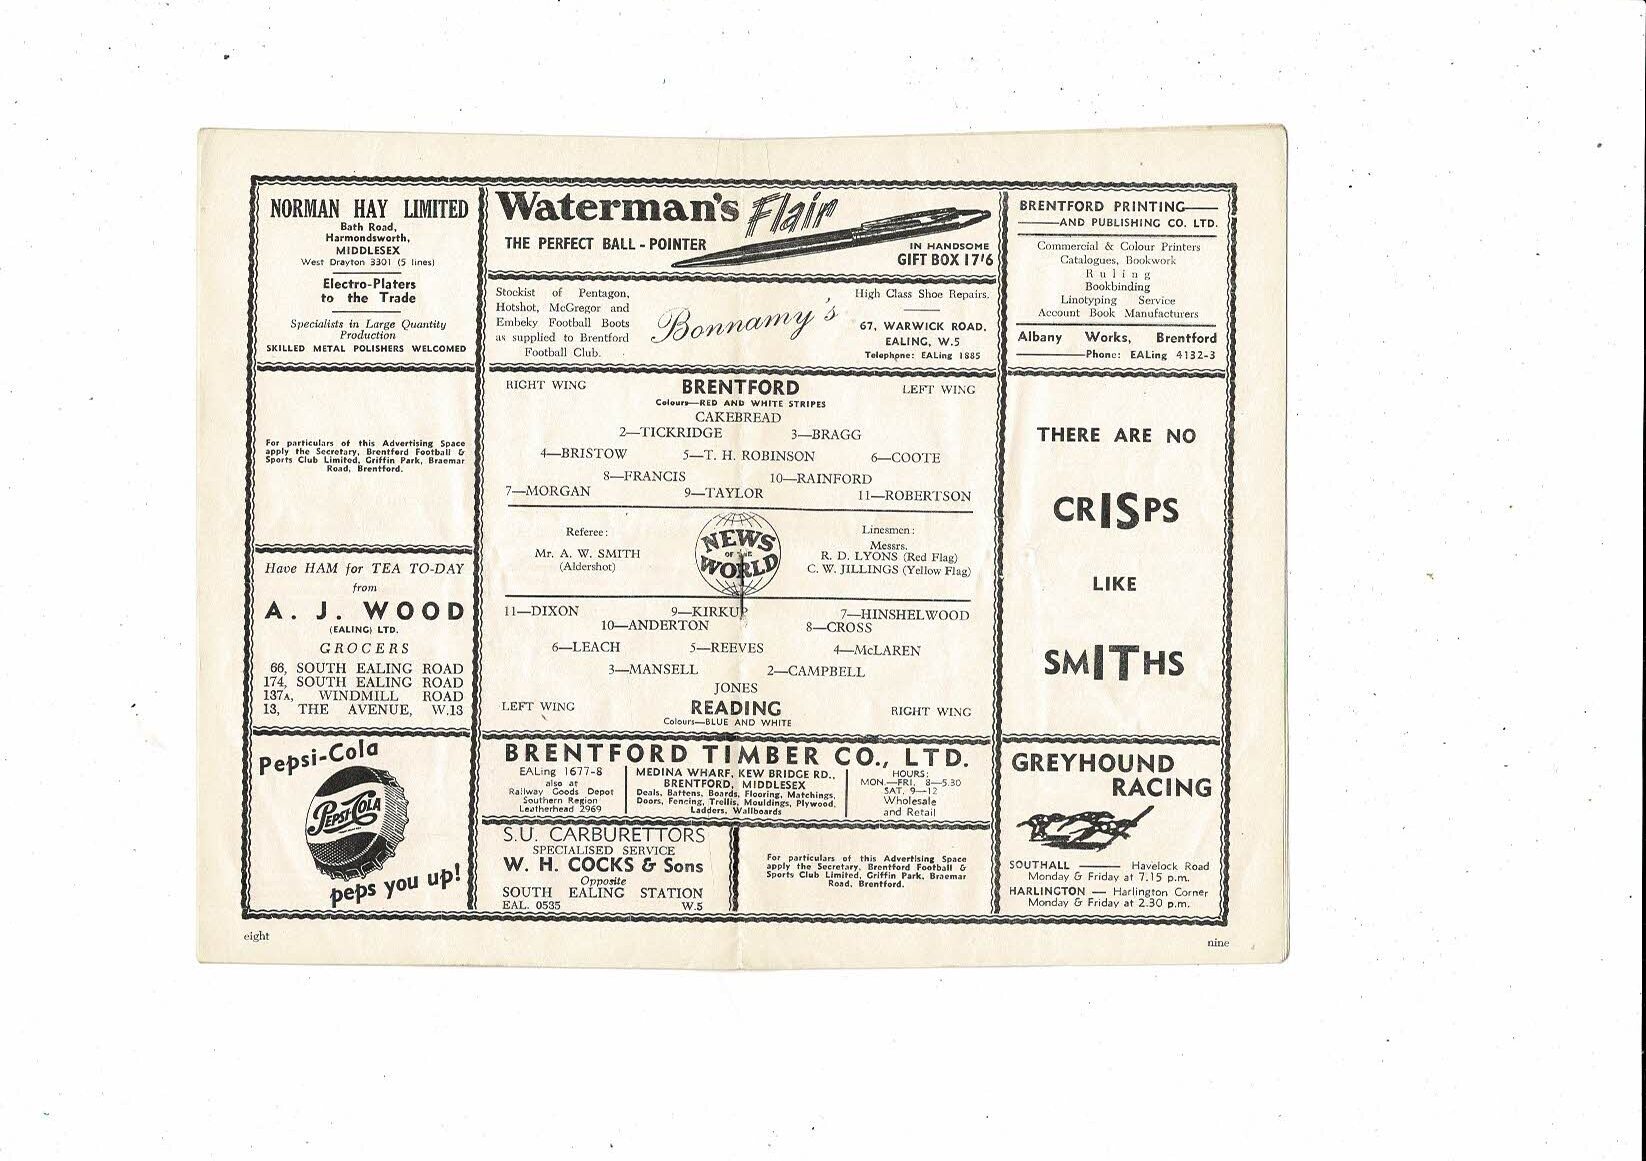 NORMAN HAY LIMITED
Bath Road,
Harmondsworth,
MIDDLESEX
West Drayton 3301 (5 lines)
Electro-Platers
to the Trade
Specialists in Large Quantity
Production
SKILLED METAL POLISHERS WELCOMED
For particulars of this Advertising Space
apply the Secretary, Brentford Football &
Sports Club Limited, Griffin Park, Braemar
Road, Brentford.
Have HAM for TEA TO-DAY
from
A. J. WOOD
(EALING) LTD.
GROCERS
66, SOUTH EALING ROAD
174, SOUTH EALING ROAD
137A, WINDMILL ROAD
13, THE AVENUE, W.13
Pepsi-Cola
PEPSI-COLA
peps you up!
Waterman's Flair
THE PERFECT BALL-POINTER
IN HANDSOME
GIFT BOX 17'6
Stockist of Pentagon,
Hotshot, McGregor and
Embeky Football Boots
as supplied to Brentford
Football Club.
Bonnamy's
High Class Shoe Repairs.
67, WARWICK ROAD,
EALING, W.5
Telephone: EALing 1885
RIGHT WING BRENTFORD LEFT WING
Colours—RED AND WHITE STRIPES
CAKEBREAD
2—TICKRIDGE 3—BRAGG
4—BRISTOW 5—T. H. ROBINSON 6—COOTE
8—FRANCIS 10—RAINFORD
7—MORGAN 9—TAYLOR 11—ROBERTSON
Referee:
Mr. A. W. SMITH
(Aldershot)
NEWS
OF THE
WORLD
Linesmen:
Messrs.
R. D. LYONS (Red Flag)
C. W. JILLINGS (Yellow Flag)
11—DIXON 9—KIRKUP 7—HINSHELWOOD
10—ANDERTON 8—CROSS
6—LEACH 5—REEVES 4—McLAREN
3—MANSELL 2—CAMPBELL
JONES
LEFT WING READING RIGHT WING
Colours—BLUE AND WHITE
BRENTFORD TIMBER CO., LTD.
EALing 1677-8
also at
Railway Goods Depot
Southern Region
Leatherhead 2969
MEDINA WHARF, KEW BRIDGE RD.,
BRENTFORD, MIDDLESEX
Deals, Battens, Boards, Flooring, Matchings,
Doors, Fencing, Trellis, Mouldings, Plywood,
Ladders, Wallboards
HOURS:
MON.—FRI. 8—5.30
SAT. 9—12
Wholesale
and Retail
S.U. CARBURETTORS
SPECIALISED SERVICE
W. H. COCKS & Sons
Opposite
SOUTH EALING STATION
EAL. 0535 W.5
For particulars of this Advertising Space
apply the Secretary, Brentford Football &
Sports Club Limited, Griffin Park, Braemar
Road, Brentford.
BRENTFORD PRINTING—
—AND PUBLISHING CO. LTD.
Commercial & Colour Printers
Catalogues, Bookwork
Ruling
Bookbinding
Linotyping Service
Account Book Manufacturers
Albany Works, Brentford
—Phone: EALing 4132-3
THERE ARE NO
CRISPS
LIKE
SMITHS
GREYHOUND
RACING
SOUTHALL — Havelock Road
Monday & Friday at 7.15 p.m.
HARLINGTON — Harlington Corner
Monday & Friday at 2.30 p.m.
eight
nine